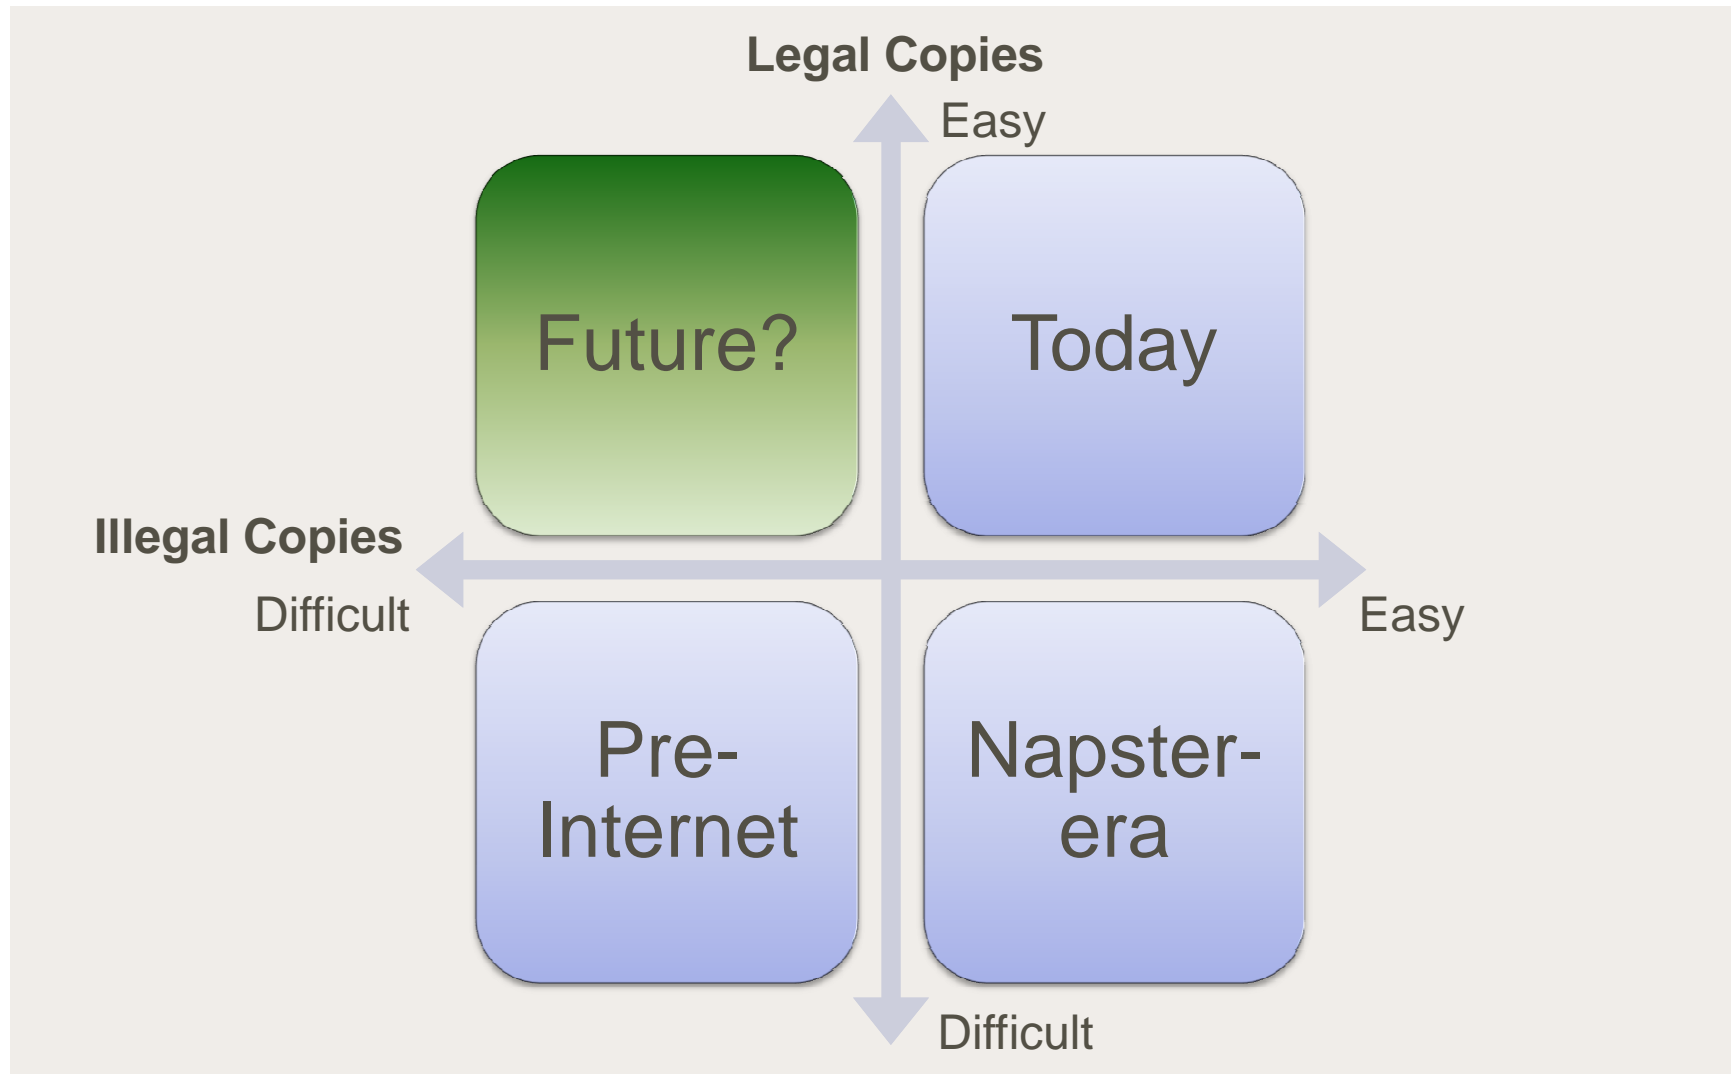 Legal Copies
Easy
Future?
Today
Illegal Copies
Difficult
Easy
Pre-
Internet
Napster-
era
Difficult